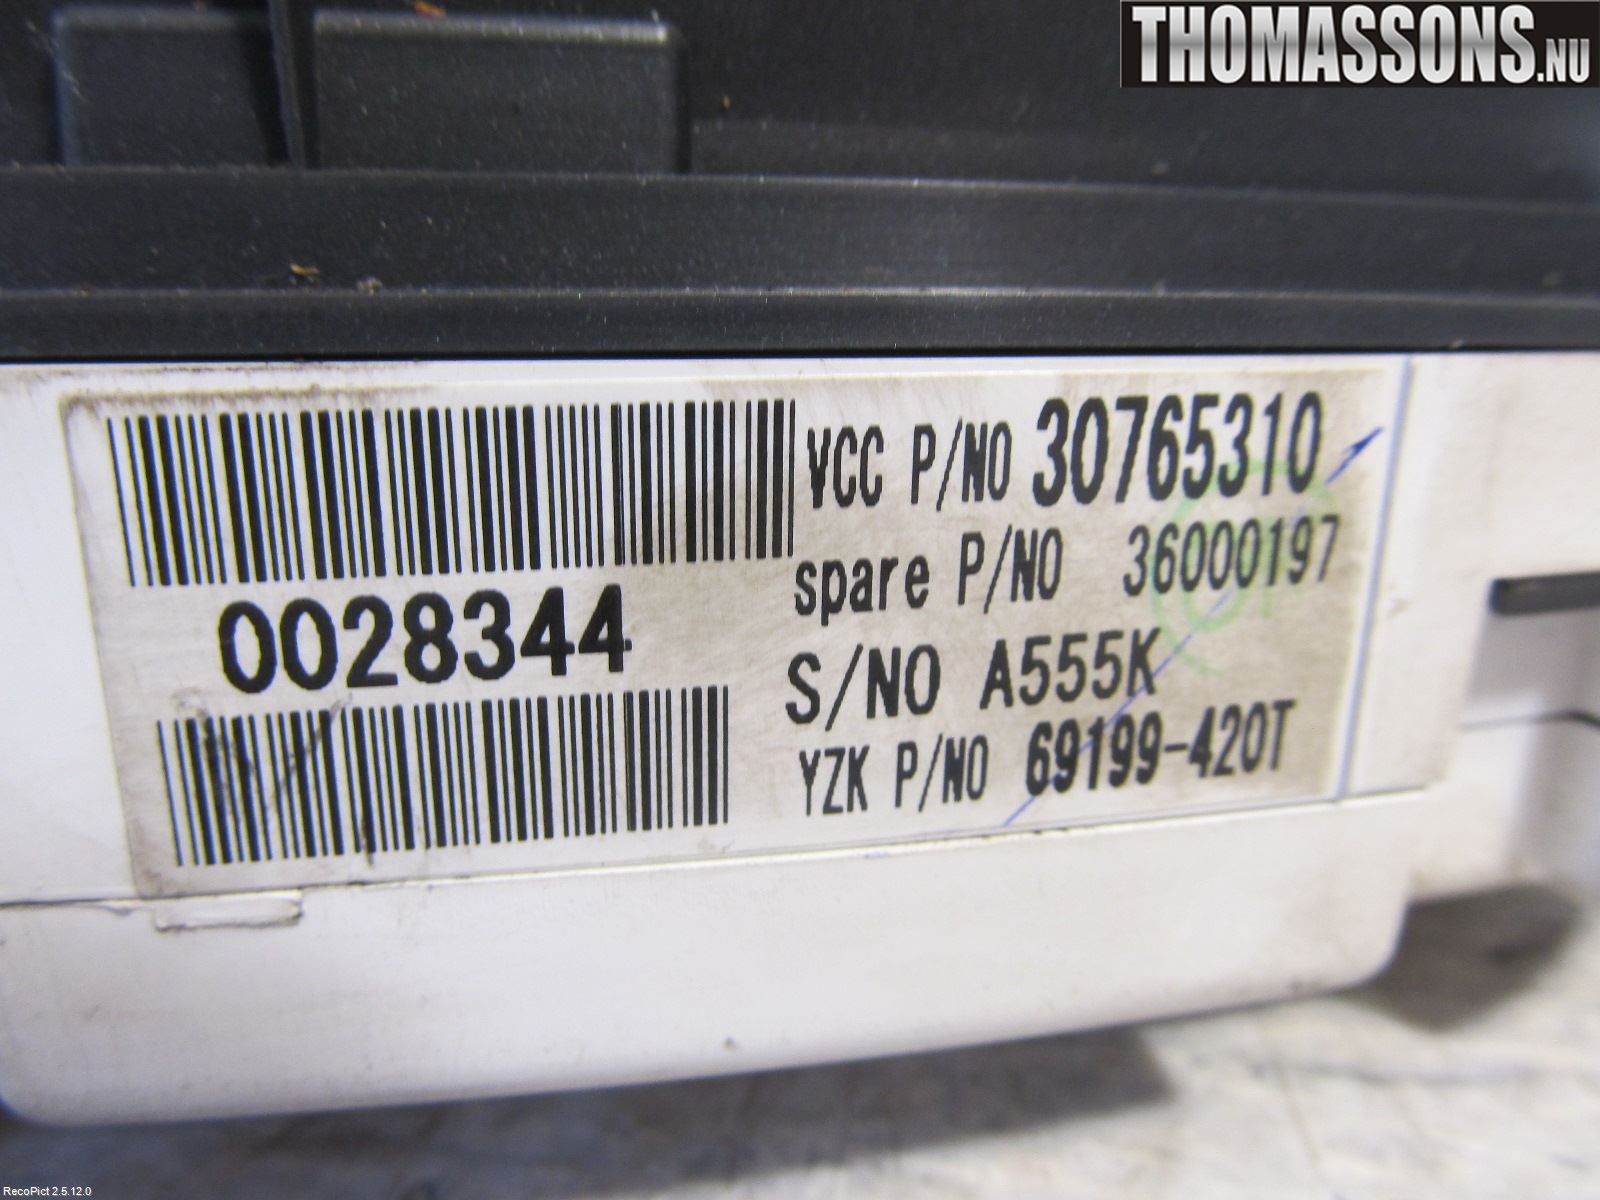 THOMASSONS.NU
VCC P/NO 30765310
spare P/NO 36000197
0028344
S/NO A555K
YZK P/NO 69199-420T
RecoPict 2.5.12.0